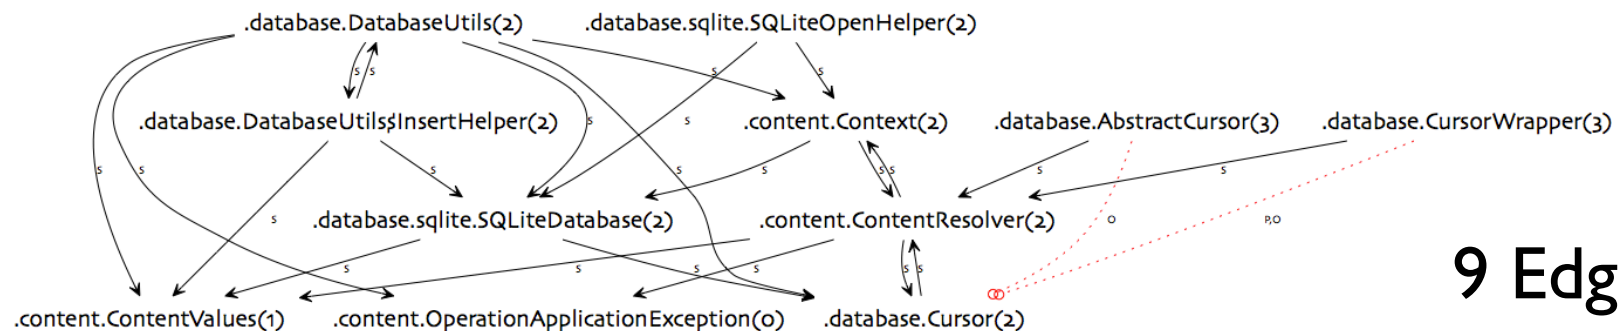 .database.DatabaseUtils(2) .database.sqlite.SQLiteOpenHelper(2)
s s s s
.database.DatabaseUtils$InsertHelper(2) s s .content.Context(2) .database.AbstractCursor(3) .database.CursorWrapper(3)
s s s s s s s s s
s .database.sqlite.SQLiteDatabase(2) .content.ContentResolver(2) O P,O
s s s s s s
9 Edg
.content.ContentValues(1) .content.OperationApplicationException(0) .database.Cursor(2)